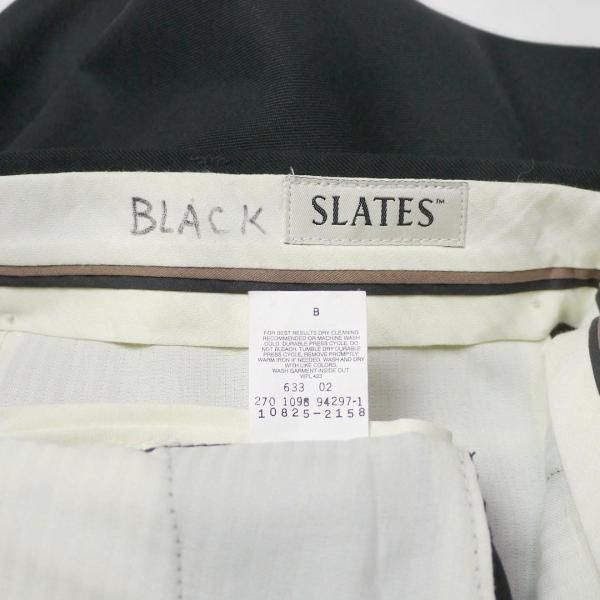 BLACK
SLATES™
B
FOR BEST RESULTS DRY CLEANING
RECOMMENDED OR MACHINE WASH
COLD. DURABLE PRESS CYCLE. DO
NOT BLEACH. TUMBLE DRY DURABLE
PRESS CYCLE. REMOVE PROMPTLY.
WARM IRON IF NEEDED. WASH AND DRY
WITH LIKE COLORS.
WASH GARMENT INSIDE OUT.
WPL 423
633 02
270 1098 94297-1
10825-2158